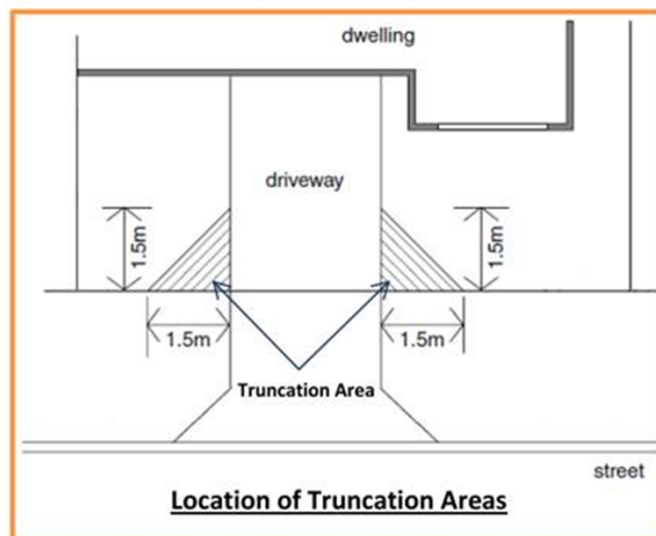 dwelling
driveway
1.5m
1.5m
1.5m
1.5m
Truncation Area
street
Location of Truncation Areas